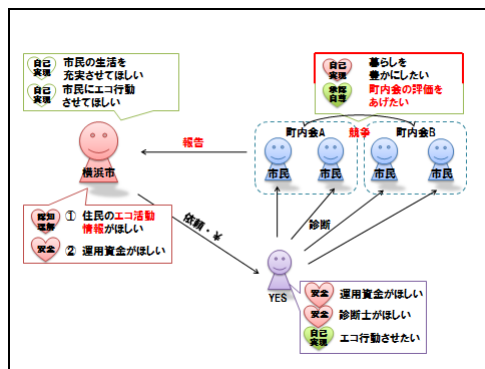 自己
実現
市民の生活を
充実させてほしい
自己
実現
市民にエコ行動
させてほしい
自己
実現
暮らしを
豊かにしたい
承認
自尊
町内会の評価を
あげたい
町内会A
競争
町内会B
報告
横浜市
市民
市民
市民
市民
認知
理解
① 住民のエコ活動
情報がほしい
安全
② 運用資金がほしい
依頼・¥
診断
YES
安全
運用資金がほしい
安全
診断士がほしい
自己
実現
エコ行動させたい